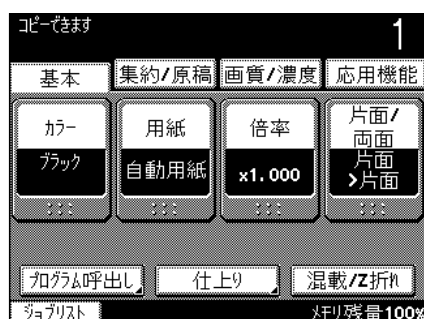 コピーできます
1
基本 集約/原稿 画質/濃度 応用機能
カラー 用紙 倍率 片面/両面
ブラック 自動用紙 x1.000 片面>片面
プログラム呼出し 仕上り 混載/Z折れ
ジョブリスト メモリ残量100%